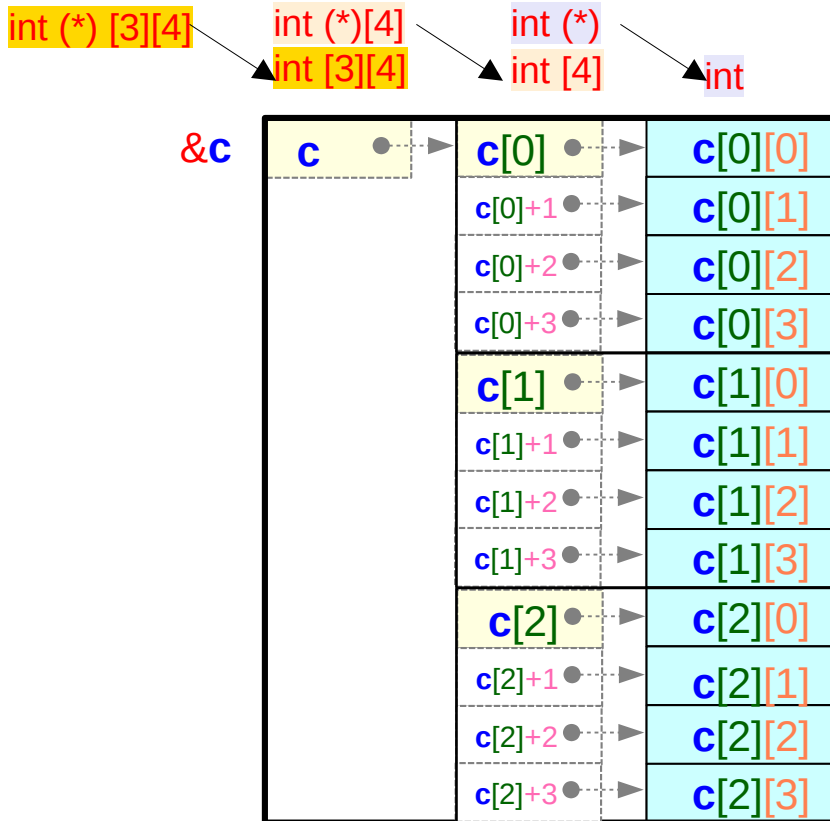 int (*) [3][4] int (*)[4] int (*)
int [3][4] int [4] int
&c c c[0] c[0][0]
c[0]+1 c[0][1]
c[0]+2 c[0][2]
c[0]+3 c[0][3]
c[1] c[1][0]
c[1]+1 c[1][1]
c[1]+2 c[1][2]
c[1]+3 c[1][3]
c[2] c[2][0]
c[2]+1 c[2][1]
c[2]+2 c[2][2]
c[2]+3 c[2][3]